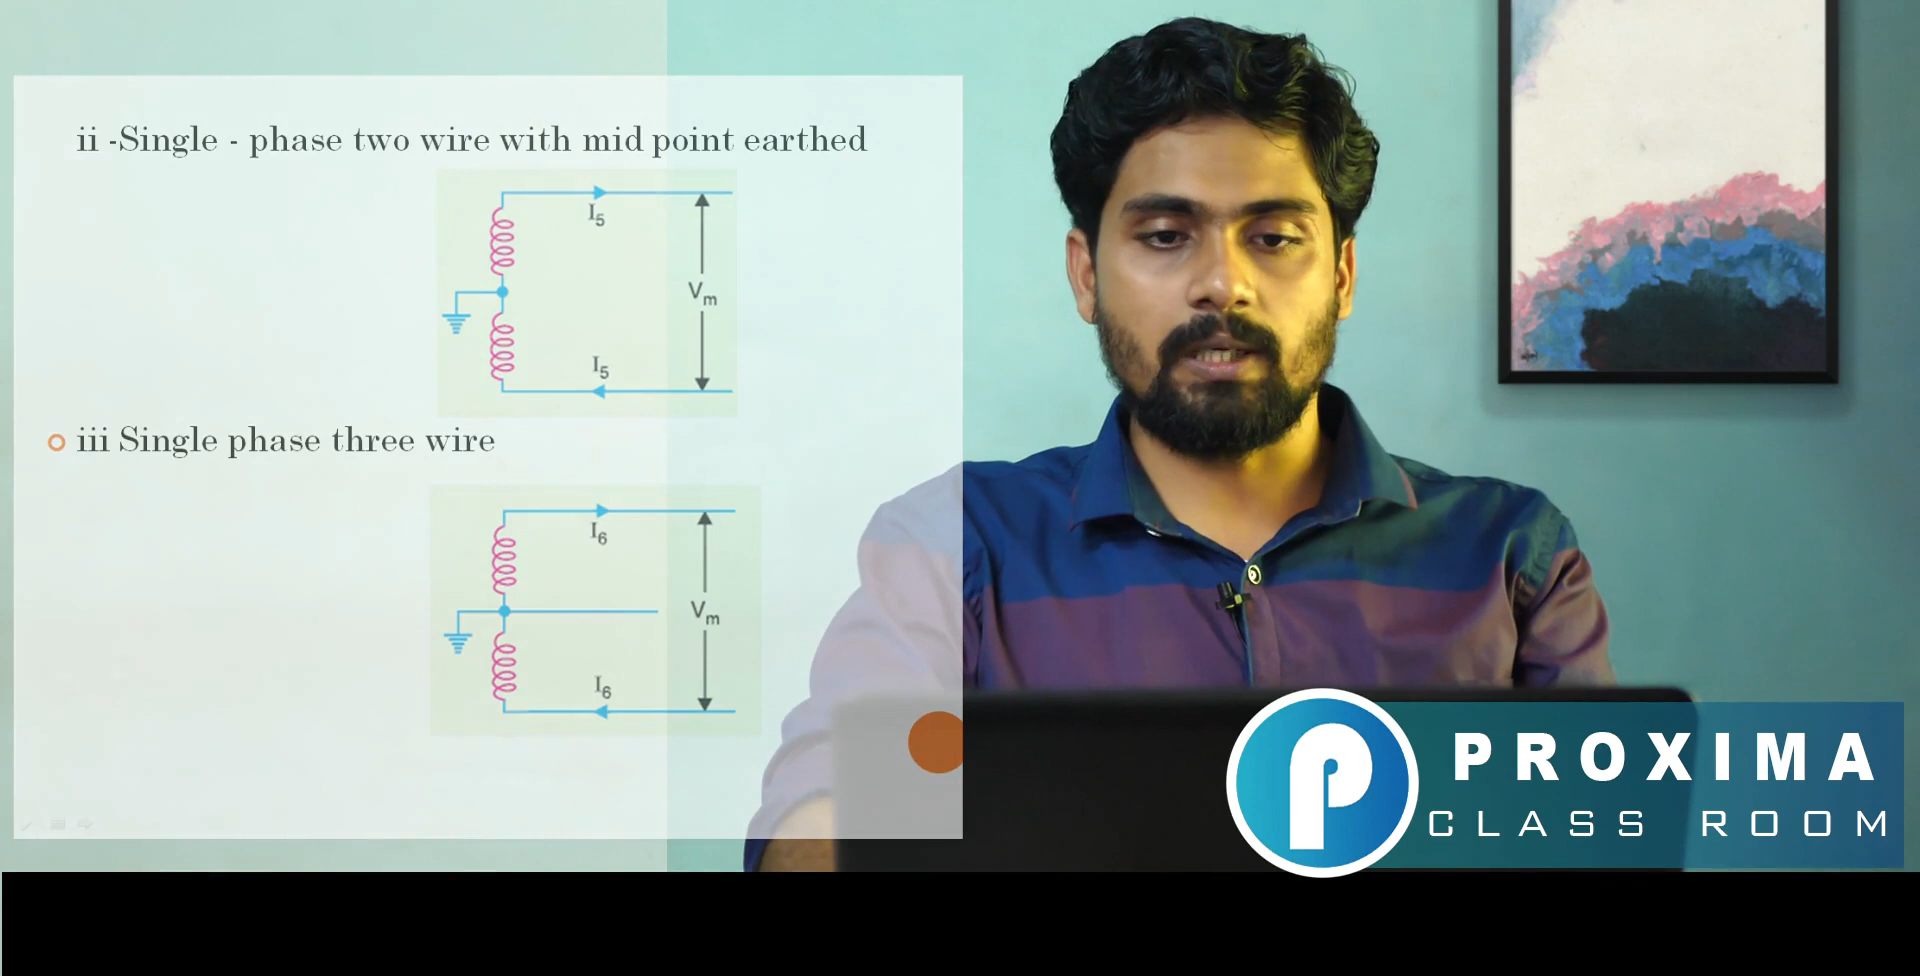 ii -Single - phase two wire with mid point earthed
I5
Vm
I5
iii Single phase three wire
I6
Vm
I6
PROXIMA
CLASS ROOM